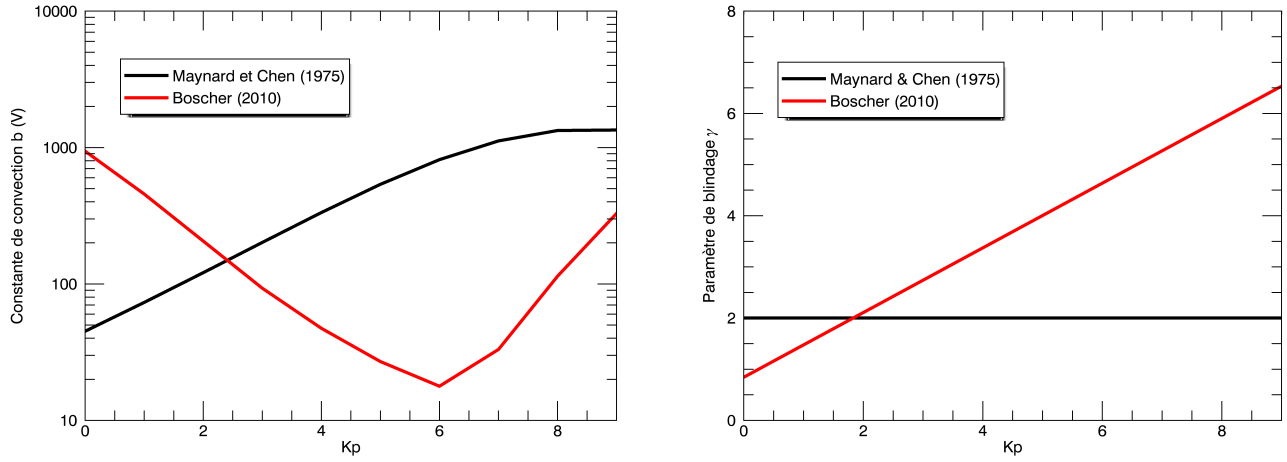 10000
1000
100
10
Constante de convection b (V)
Maynard et Chen (1975)
Boscher (2010)
0 2 4 6 8
Kp
8
6
4
2
0
Paramètre de blindage γ
Maynard & Chen (1975)
Boscher (2010)
0 2 4 6 8
Kp